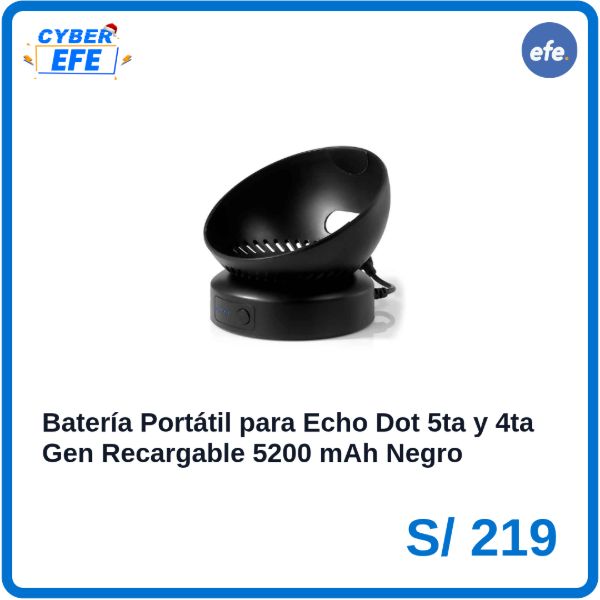 CYBER
EFE
efe.
Batería Portátil para Echo Dot 5ta y 4ta
Gen Recargable 5200 mAh Negro
S/ 219